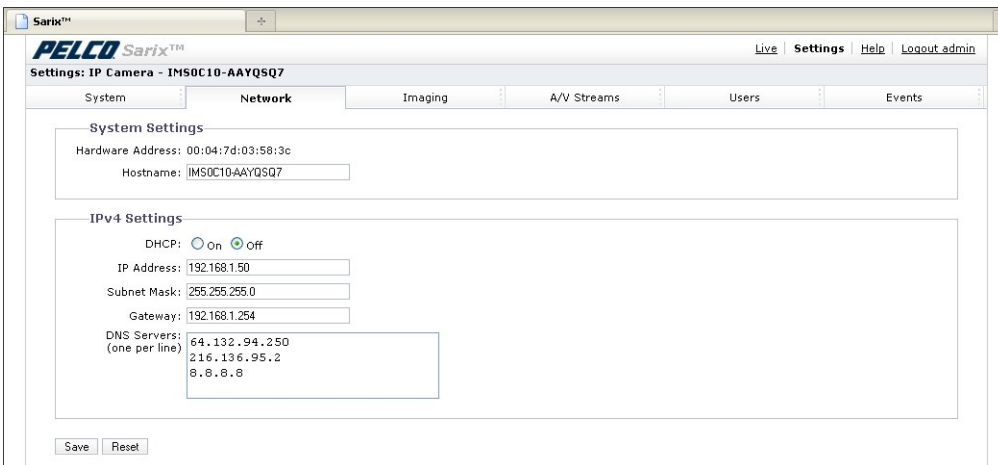 Sarix™
PELCO Sarix™
Live Settings Help Logout admin
Settings: IP Camera - IMS0C10-AAYQSQ7
System Network Imaging A/V Streams Users Events
System Settings
Hardware Address: 00:04:7d:03:58:3c
Hostname: IMS0C10-AAYQSQ7
IPv4 Settings
DHCP: On Off
IP Address: 192.168.1.50
Subnet Mask: 255.255.255.0
Gateway: 192.168.1.254
DNS Servers:
(one per line)
64.132.94.250
216.136.95.2
8.8.8.8
Save Reset